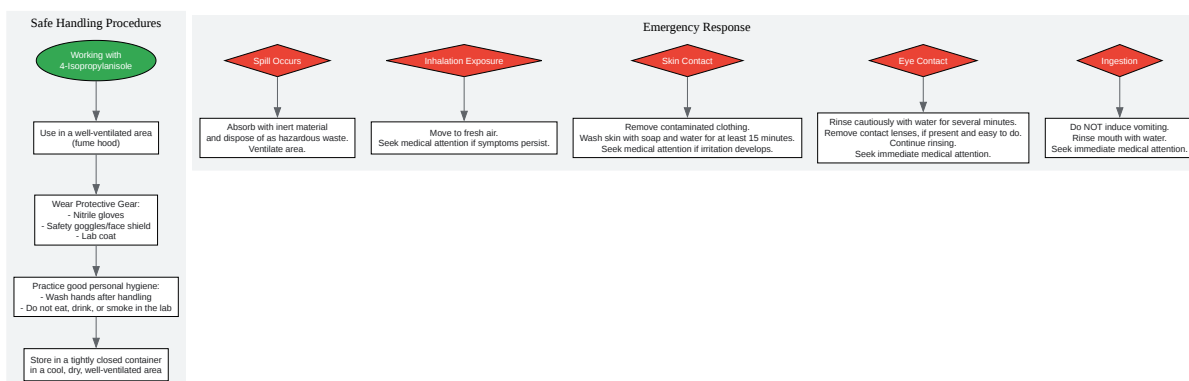 Safe Handling Procedures
Working with
4-Isopropylanisole
Use in a well-ventilated area
(fume hood)
Wear Protective Gear:
- Nitrile gloves
- Safety goggles/face shield
- Lab coat
Practice good personal hygiene:
- Wash hands after handling
- Do not eat, drink, or smoke in the lab
Store in a tightly closed container
in a cool, dry, well-ventilated area
Emergency Response
Spill Occurs
Absorb with inert material
and dispose of as hazardous waste.
Ventilate area.
Inhalation Exposure
Move to fresh air.
Seek medical attention if symptoms persist.
Skin Contact
Remove contaminated clothing.
Wash skin with soap and water for at least 15 minutes.
Seek medical attention if irritation develops.
Eye Contact
Rinse cautiously with water for several minutes.
Remove contact lenses, if present and easy to do.
Continue rinsing.
Seek immediate medical attention.
Ingestion
Do NOT induce vomiting.
Rinse mouth with water.
Seek immediate medical attention.